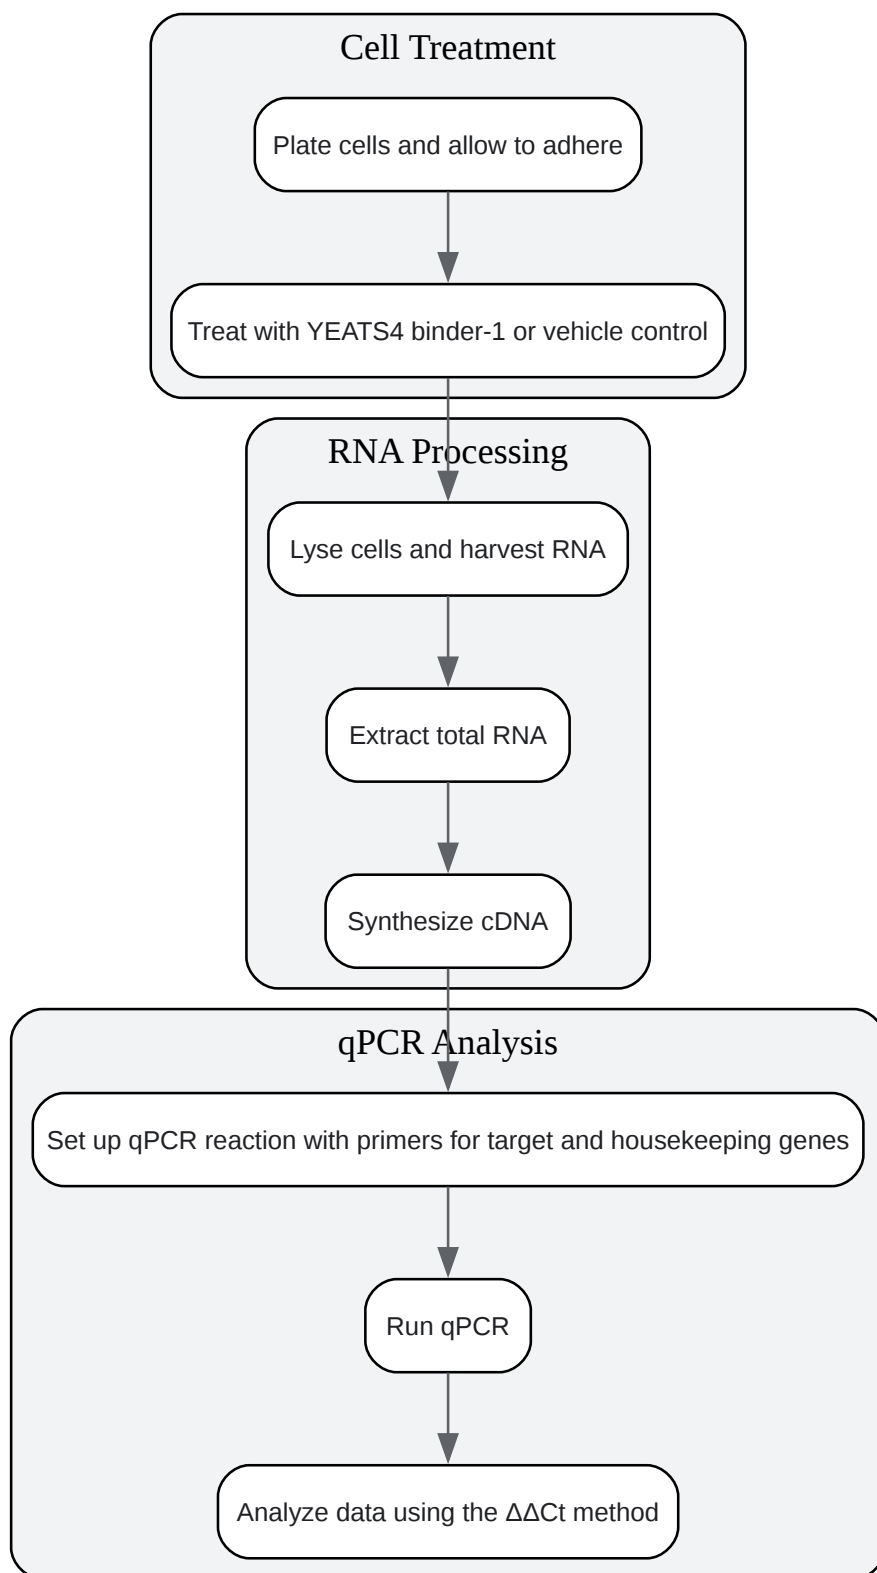 Cell Treatment
Plate cells and allow to adhere
Treat with YEATS4 binder-1 or vehicle control
RNA Processing
Lyse cells and harvest RNA
Extract total RNA
Synthesize cDNA
qPCR Analysis
Set up qPCR reaction with primers for target and housekeeping genes
Run qPCR
Analyze data using the ΔΔCt method